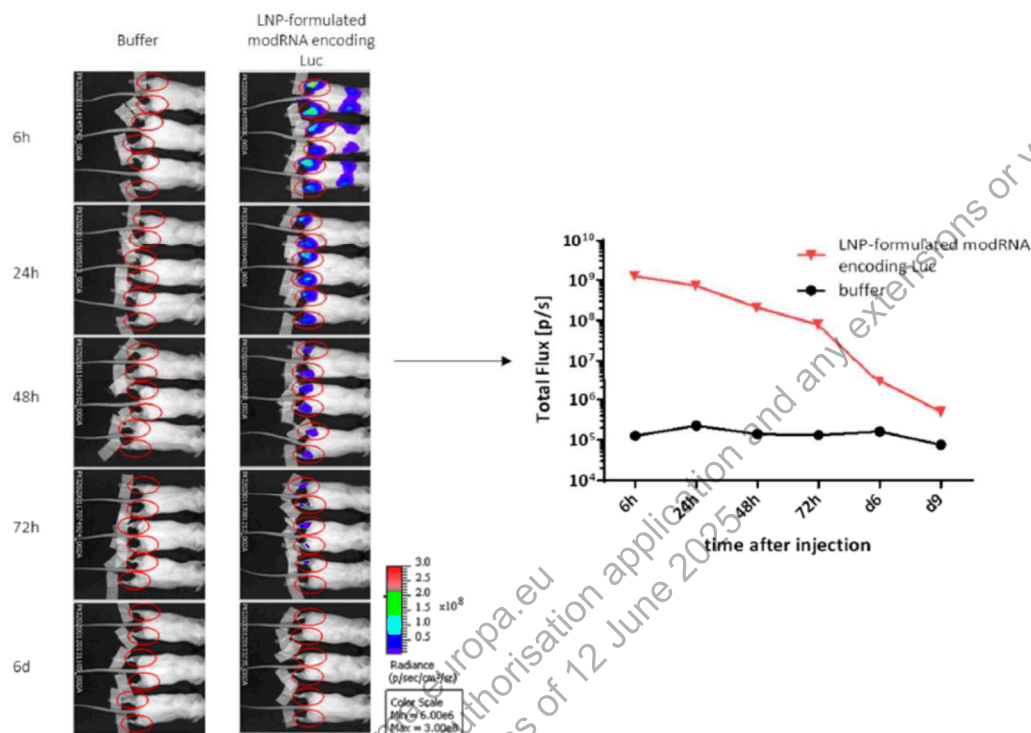 Buffer
LNP-formulated
modRNA encoding
Luc
6h
24h
48h
72h
6d
3.0
2.5
2.0
1.5
1.0
0.5
x10⁸
Radiance
(p/sec/cm²/sr)
Color Scale
Min = 6.00e6
Max = 3.00e8
10¹⁰
10⁹
10⁸
10⁷
10⁶
10⁵
10⁴
Total Flux [p/s]
LNP-formulated modRNA
encoding Luc
buffer
6h
24h
48h
72h
d6
d9
time after injection
europa.eu
authorisation application and any extensions or v
s of 12 June 2025